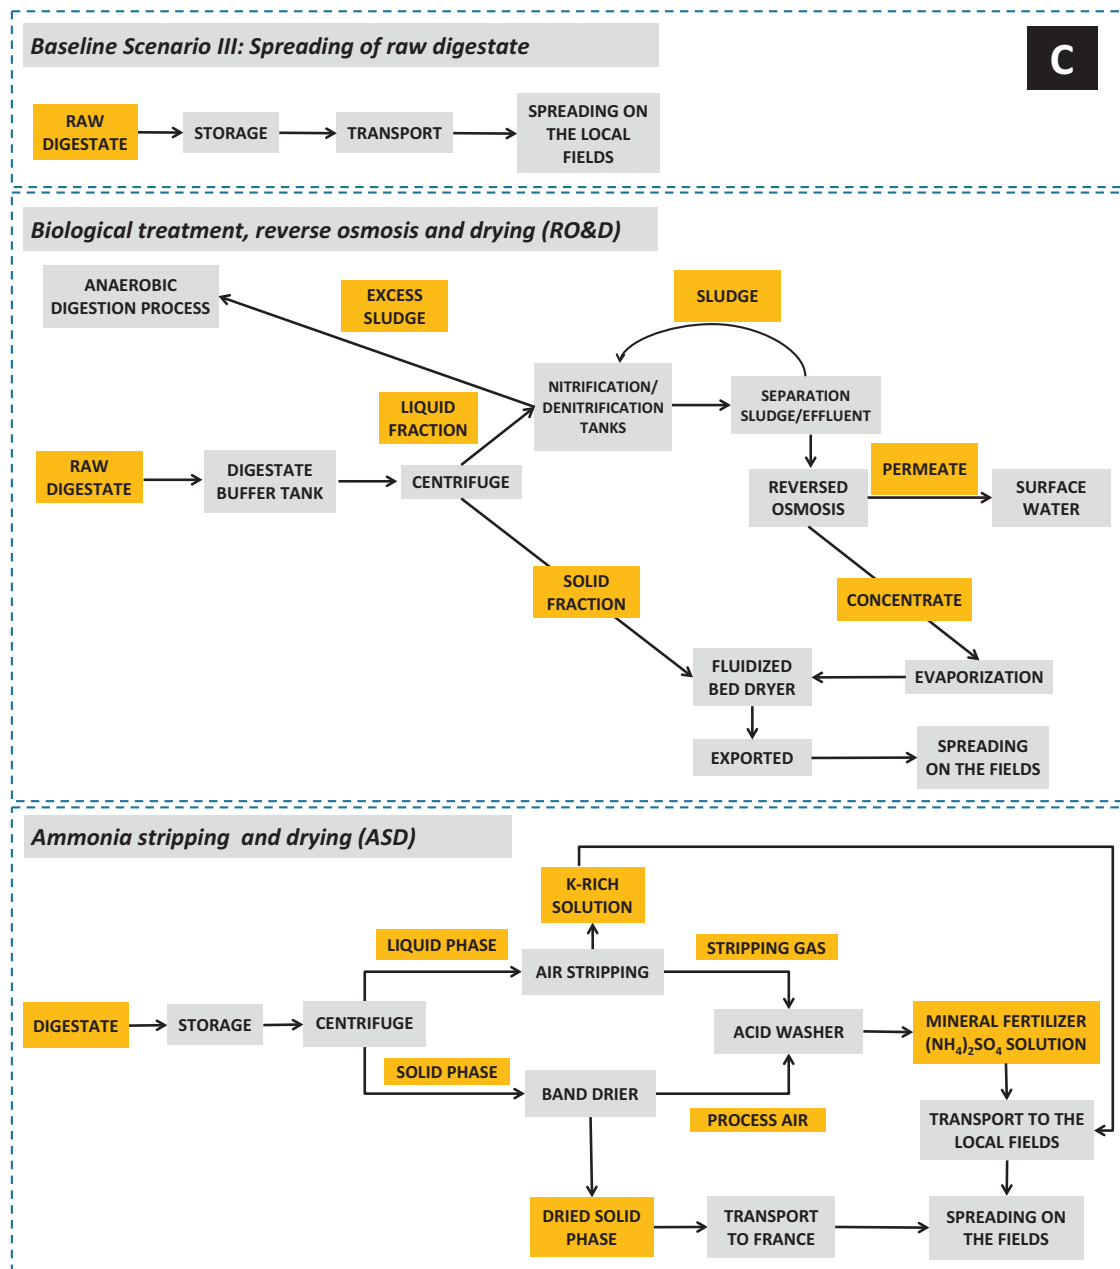 Baseline Scenario III: Spreading of raw digestate
C
RAW
DIGESTATE
STORAGE
TRANSPORT
SPREADING ON
THE LOCAL
FIELDS
Biological treatment, reverse osmosis and drying (RO&D)
ANAEROBIC
DIGESTION PROCESS
EXCESS
SLUDGE
SLUDGE
NITRIFICATION/
DENITRIFICATION
TANKS
SEPARATION
SLUDGE/EFFLUENT
LIQUID
FRACTION
RAW
DIGESTATE
DIGESTATE
BUFFER TANK
CENTRIFUGE
REVERSED
OSMOSIS
PERMEATE
SURFACE
WATER
SOLID
FRACTION
CONCENTRATE
FLUIDIZED
BED DRYER
EVAPORIZATION
EXPORTED
SPREADING
ON THE FIELDS
Ammonia stripping and drying (ASD)
K-RICH
SOLUTION
LIQUID PHASE
AIR STRIPPING
STRIPPING GAS
DIGESTATE
STORAGE
CENTRIFUGE
ACID WASHER
MINERAL FERTILIZER
(NH₄)₂SO₄ SOLUTION
SOLID PHASE
BAND DRIER
PROCESS AIR
TRANSPORT TO THE
LOCAL FIELDS
DRIED SOLID
PHASE
TRANSPORT
TO FRANCE
SPREADING ON
THE FIELDS